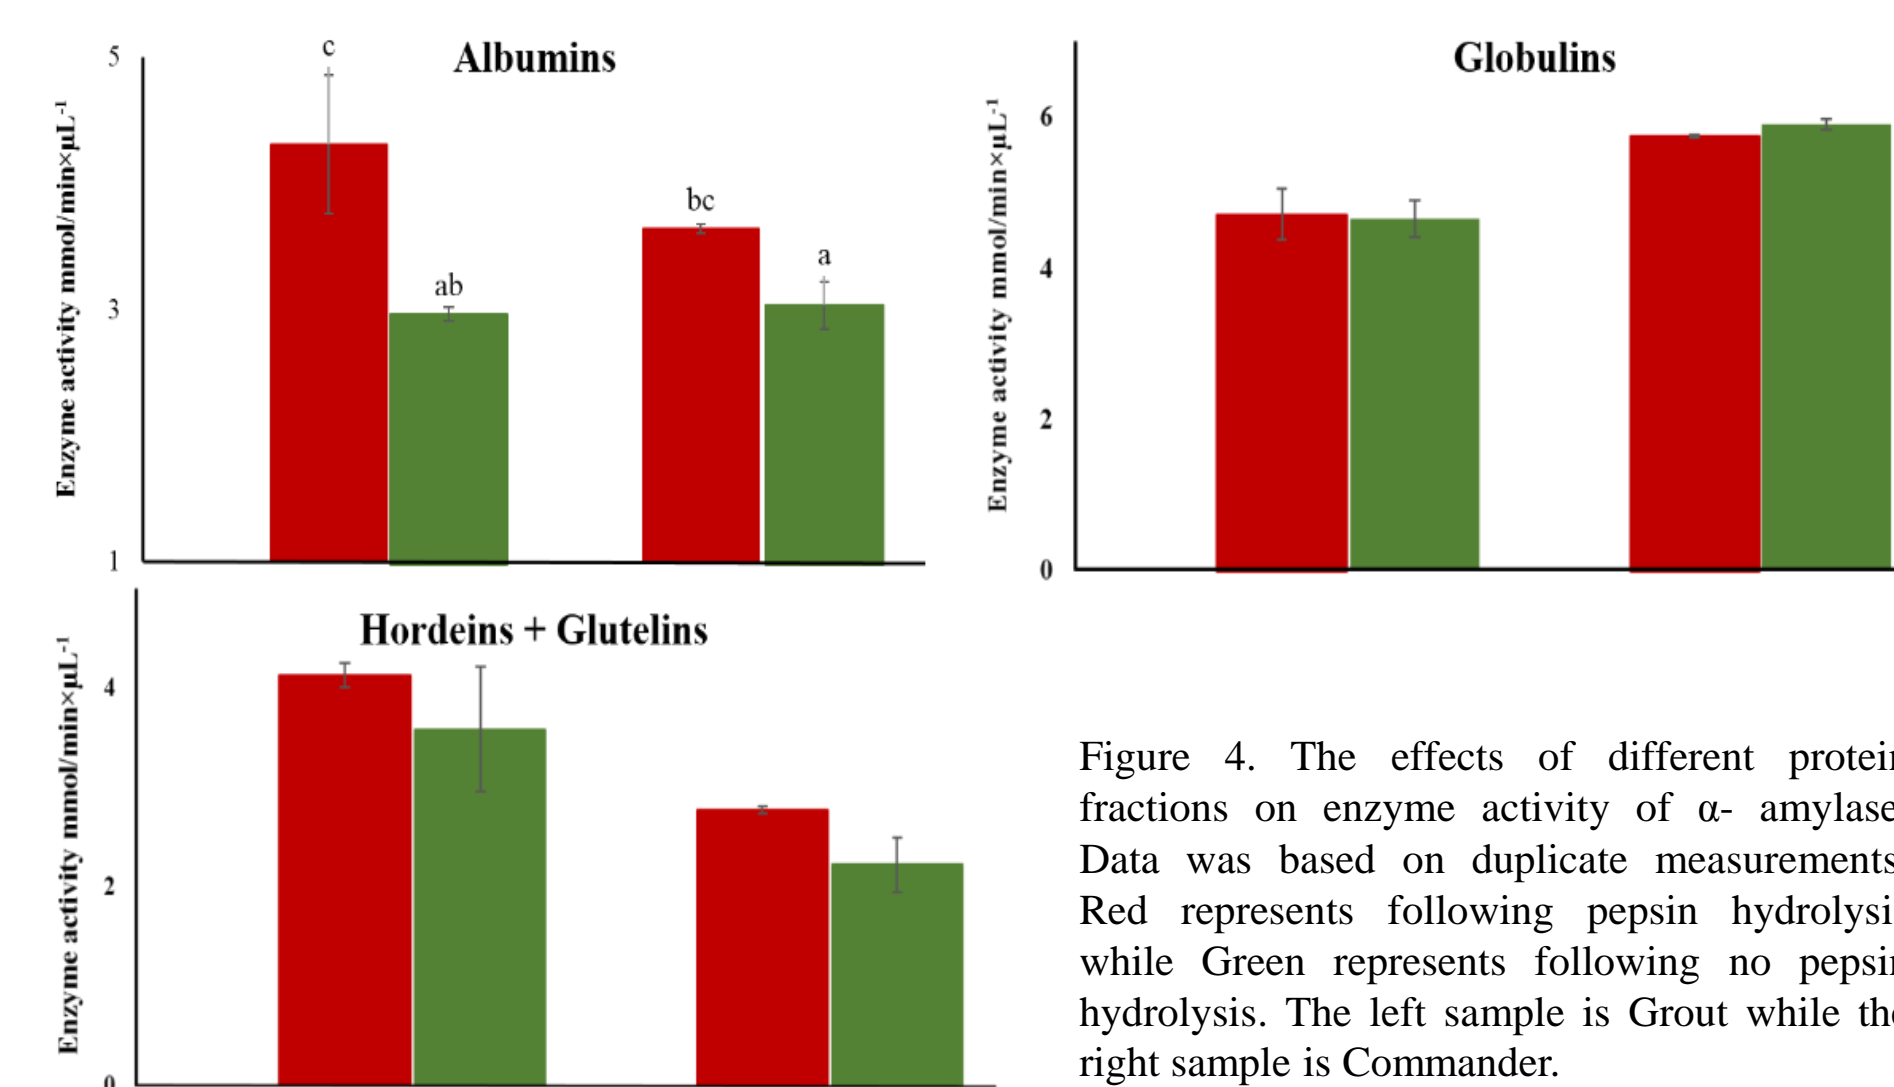 Albumins
Enzyme activity mmol/min×µL⁻¹
5
3
1
c
ab
bc
a
Globulins
Enzyme activity mmol/min×µL⁻¹
6
4
2
0
Hordeins + Glutelins
Enzyme activity mmol/min×µL⁻¹
4
2
0
Figure 4. The effects of different protein
fractions on enzyme activity of α- amylase
Data was based on duplicate measurements
Red represents following pepsin hydrolysi
while Green represents following no pepsin
hydrolysis. The left sample is Grout while the
right sample is Commander.